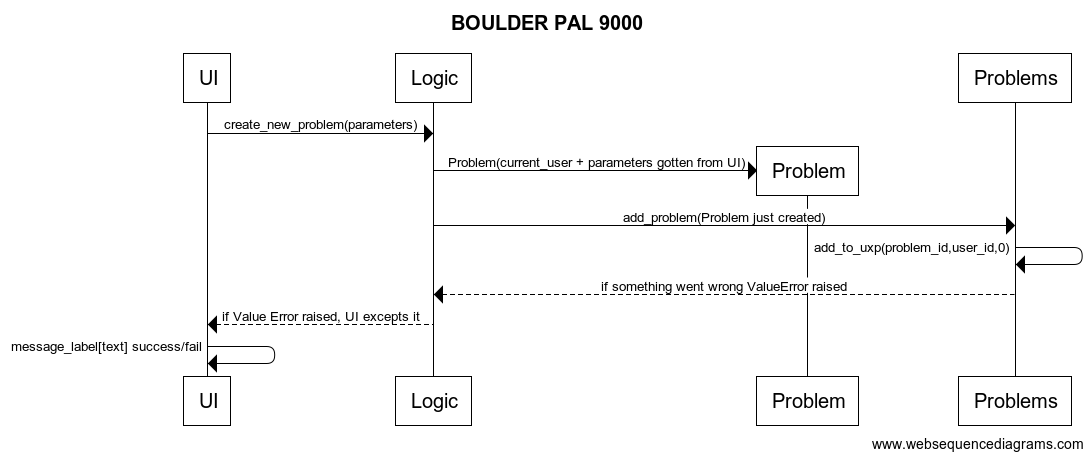 BOULDER PAL 9000
UI
Logic
Problems
create_new_problem(parameters)
Problem(current_user + parameters gotten from UI)
Problem
add_problem(Problem just created)
add_to_uxp(problem_id,user_id,0)
if something went wrong ValueError raised
if Value Error raised, UI excepts it
message_label[text] success/fail
UI
Logic
Problem
Problems
www.websequencediagrams.com